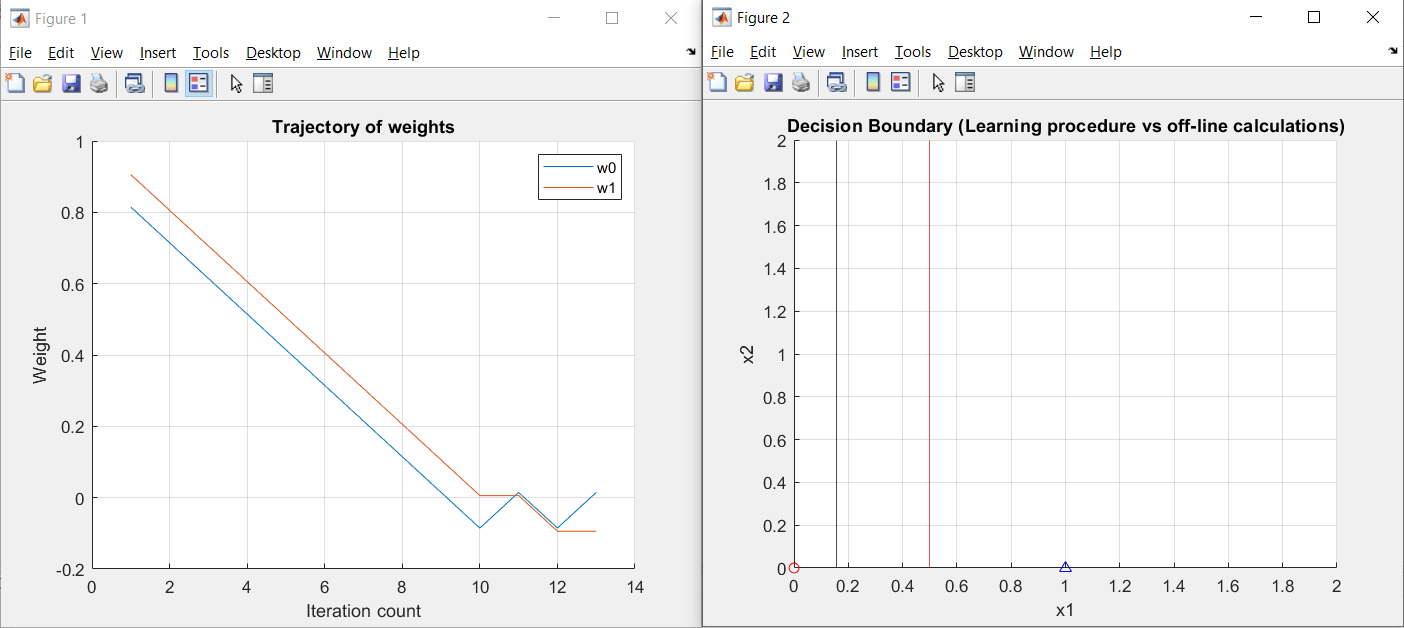 Figure 1
File Edit View Insert Tools Desktop Window Help
Trajectory of weights
1
0.8
0.6
0.4
0.2
0
-0.2
Weight
w0
w1
0 2 4 6 8 10 12 14
Iteration count
Figure 2
File Edit View Insert Tools Desktop Window Help
Decision Boundary (Learning procedure vs off-line calculations)
2
1.8
1.6
1.4
1.2
1
0.8
0.6
0.4
0.2
0
x2
0 0.2 0.4 0.6 0.8 1 1.2 1.4 1.6 1.8 2
x1